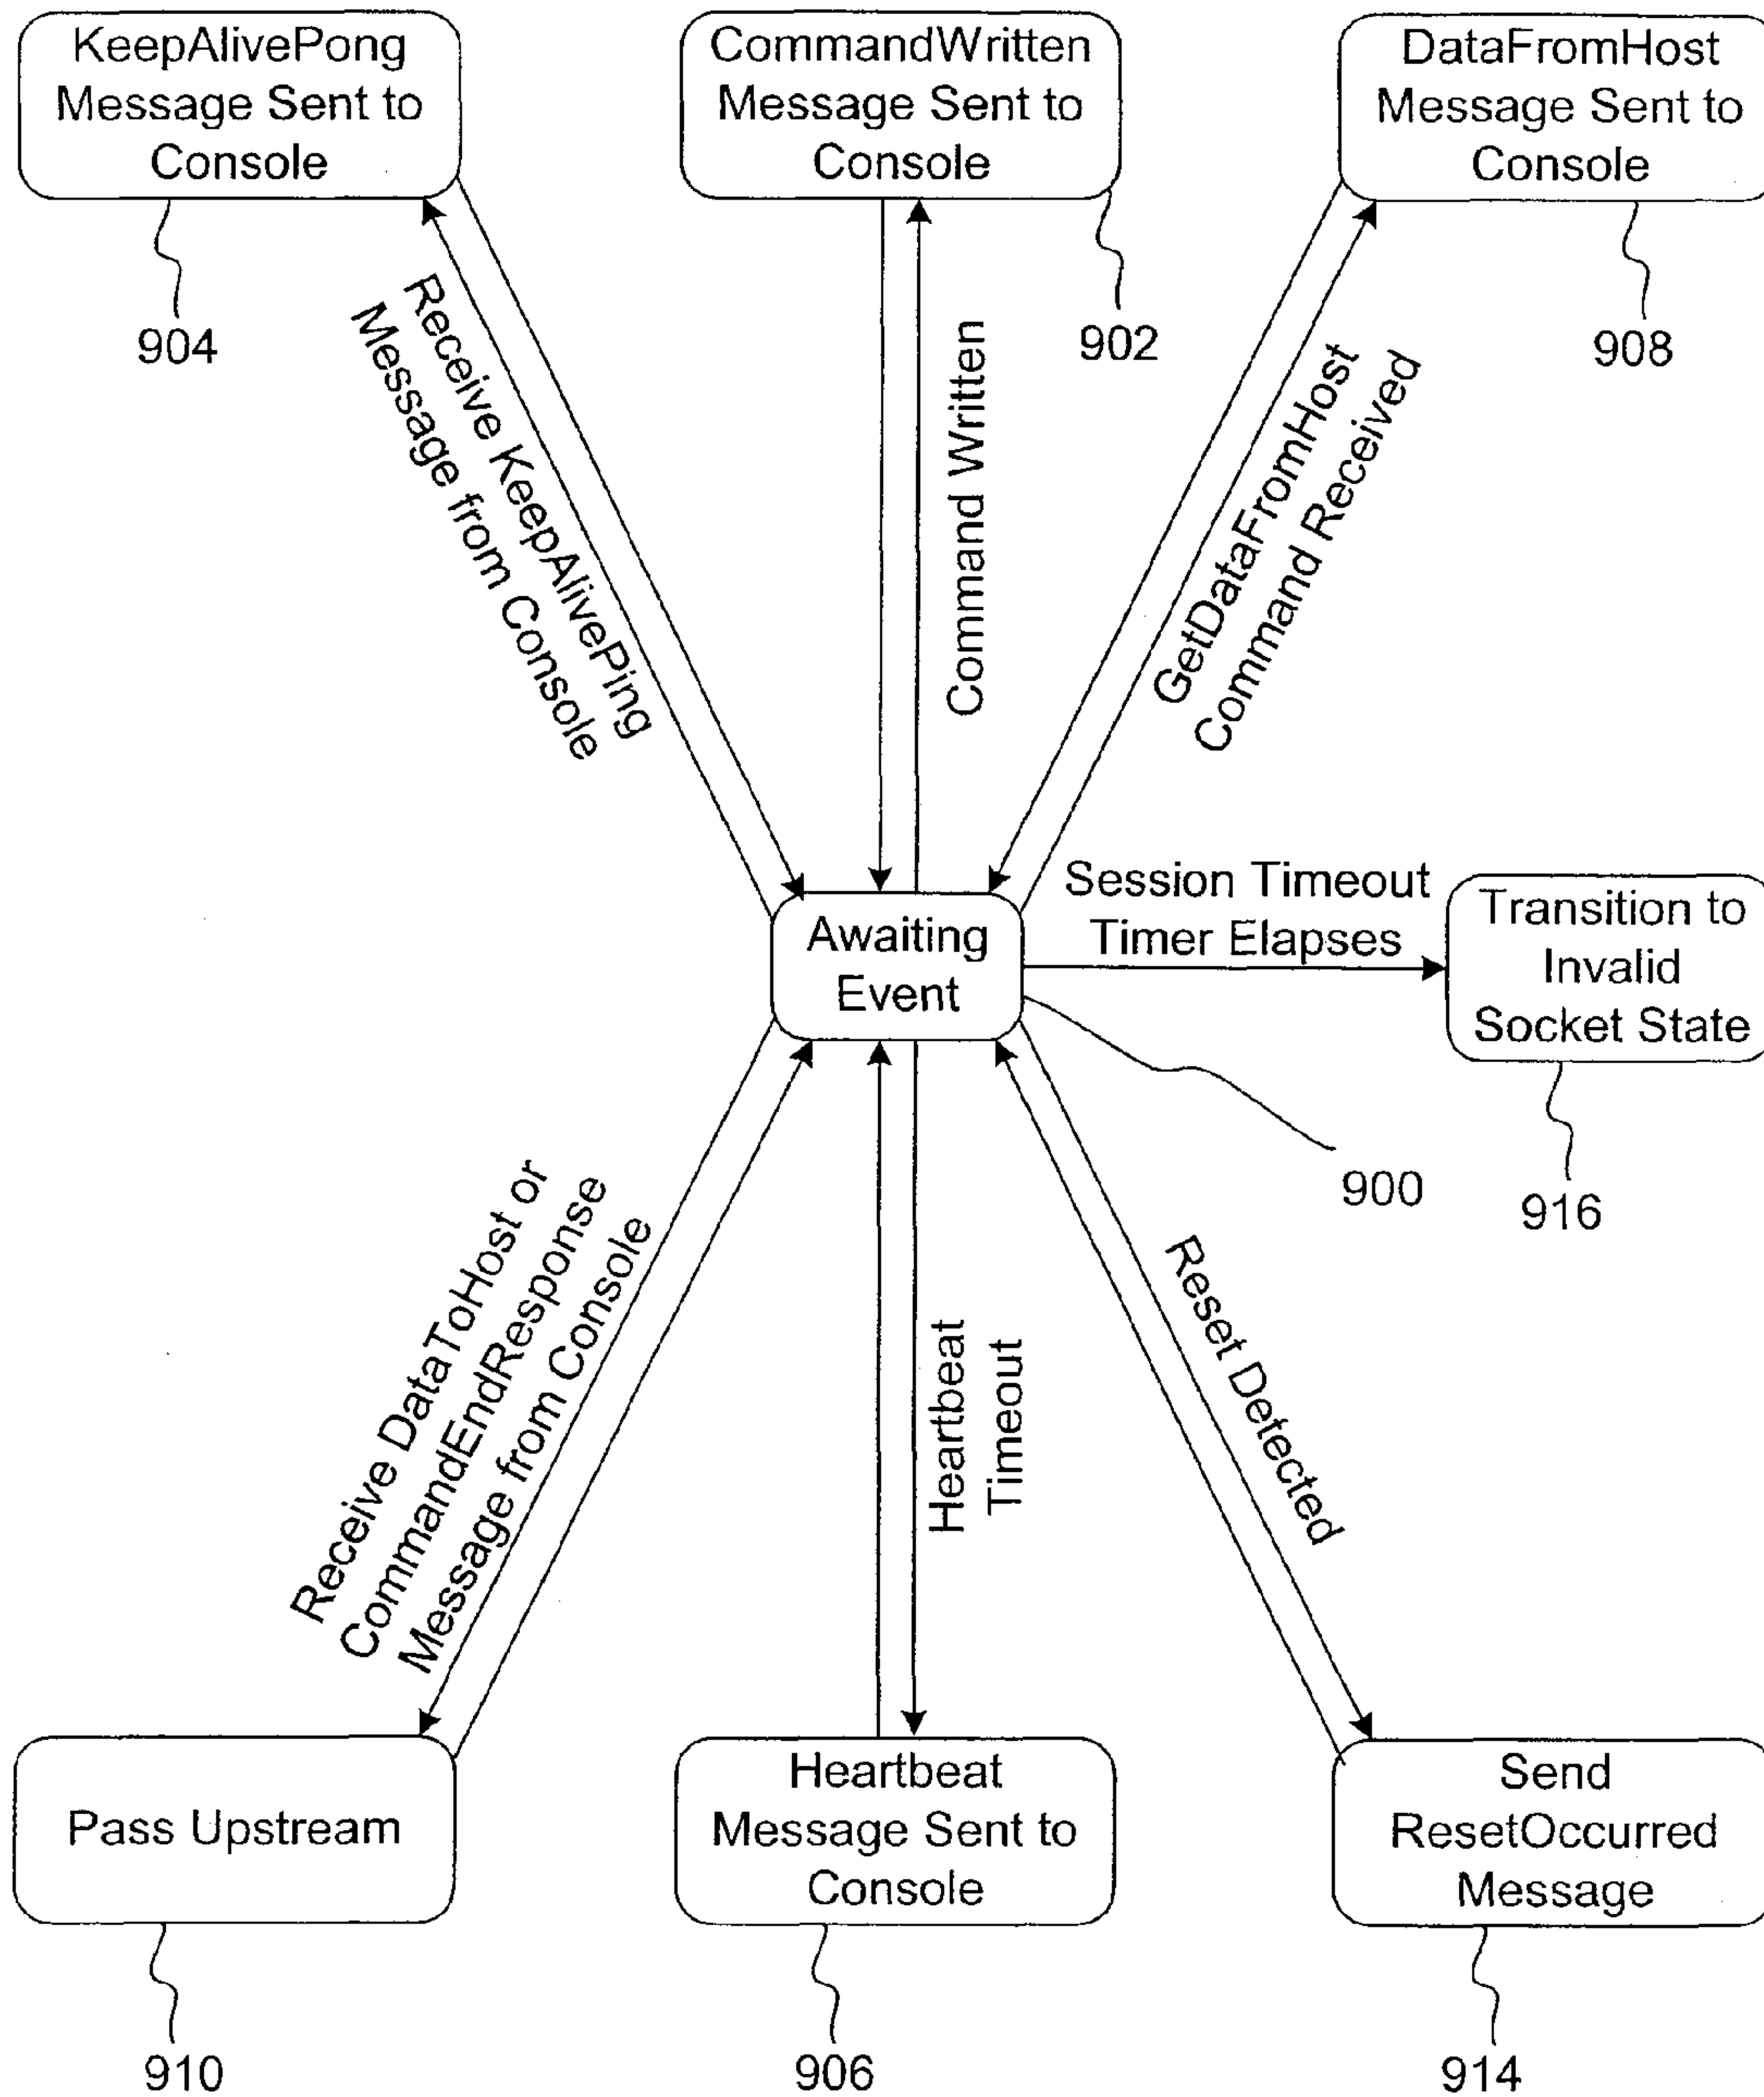 KeepAlivePong
Message Sent to
Console
CommandWritten
Message Sent to
Console
DataFromHost
Message Sent to
Console
904
902
908
Receive KeepAlivePing
Message from Console
Command Written
GetDataFromHost
Command Received
Awaiting
Event
Session Timeout
Timer Elapses
Transition to
Invalid
Socket State
900
916
Receive DataToHost or
CommandEndResponse
Message from Console
Heartbeat
Timeout
Reset Detected
Pass Upstream
Heartbeat
Message Sent to
Console
Send
ResetOccurred
Message
910
906
914